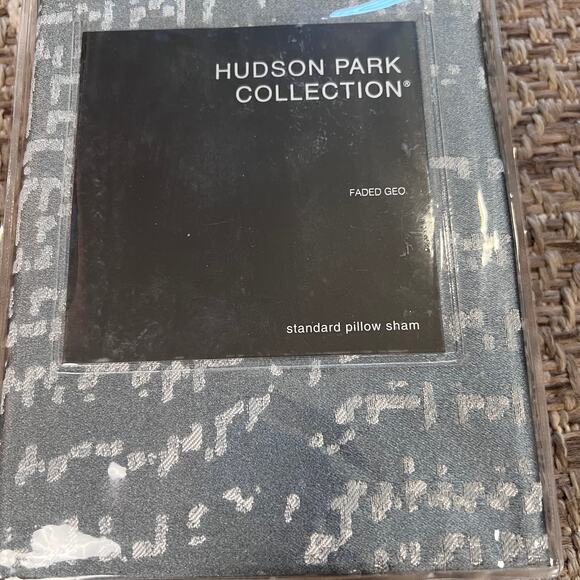 HUDSON PARK
COLLECTION®
FADED GEO
standard pillow sham